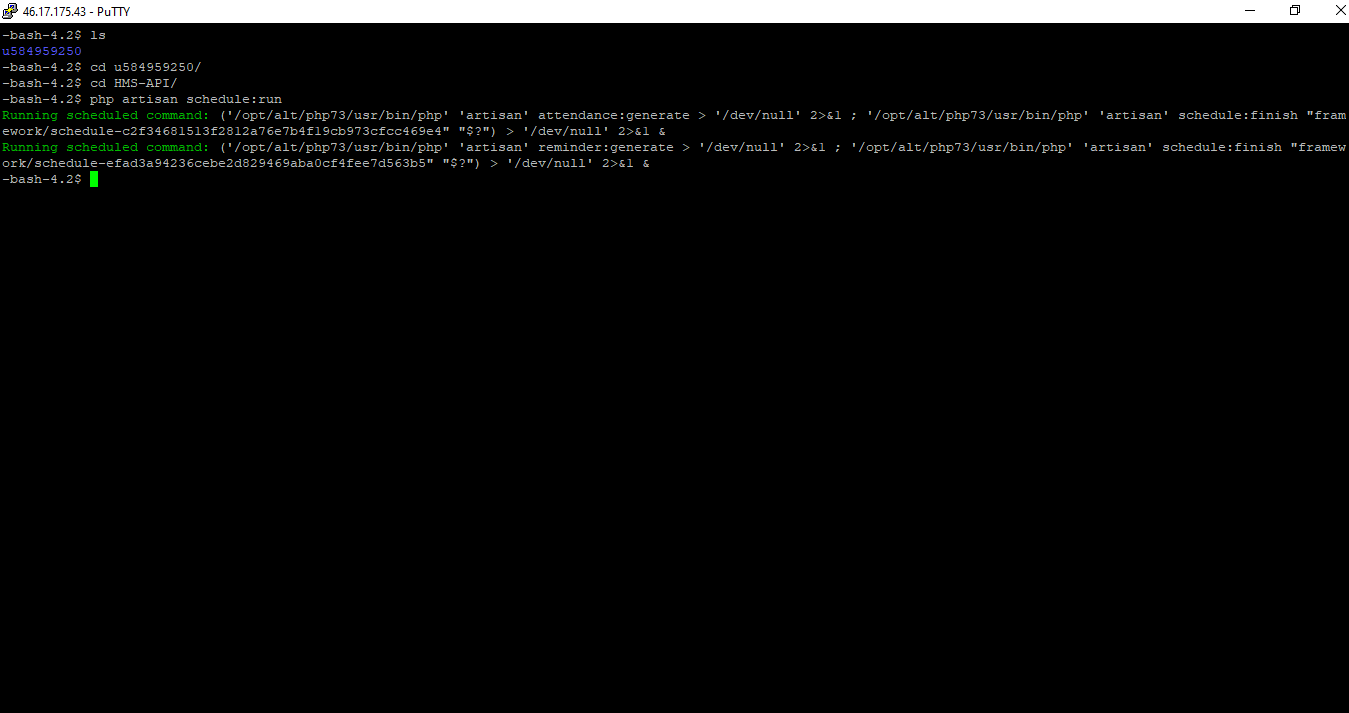 46.17.175.43 - PuTTY
-bash-4.2$ ls
u584959250
-bash-4.2$ cd u584959250/
-bash-4.2$ cd HMS-API/
-bash-4.2$ php artisan schedule:run
Running scheduled command: ('/opt/alt/php73/usr/bin/php' 'artisan' attendance:generate > '/dev/null' 2>&1 ; '/opt/alt/php73/usr/bin/php' 'artisan' schedule:finish "fram
ework/schedule-c2f34681513f2812a76e7b4f19cb973cfcc469e4" "$?") > '/dev/null' 2>&1 &
Running scheduled command: ('/opt/alt/php73/usr/bin/php' 'artisan' reminder:generate > '/dev/null' 2>&1 ; '/opt/alt/php73/usr/bin/php' 'artisan' schedule:finish "framew
ork/schedule-efad3a94236cebe2d829469aba0cf4fee7d563b5" "$?") > '/dev/null' 2>&1 &
-bash-4.2$